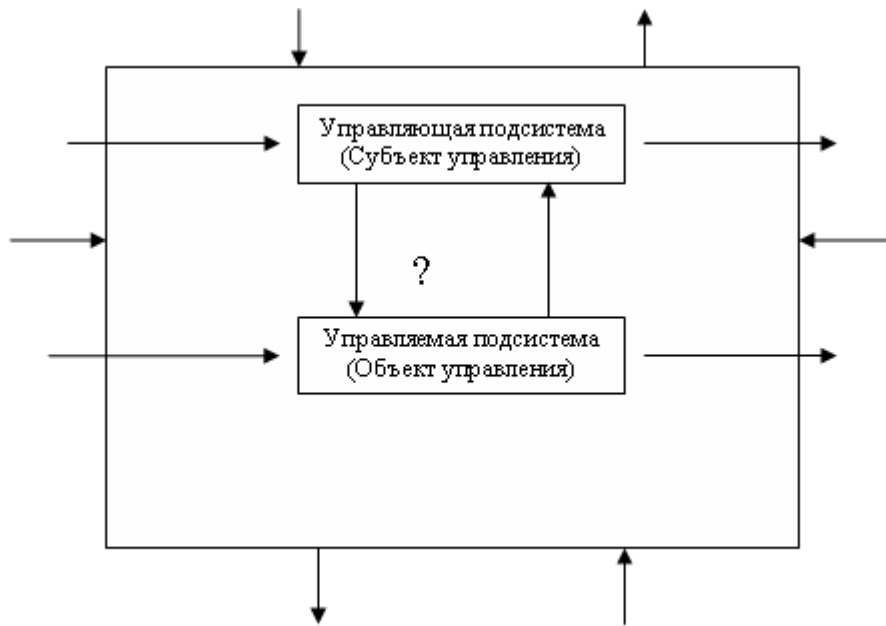 Управляющая подсистема
(Субъект управления)
?
Управляемая подсистема
(Объект управления)